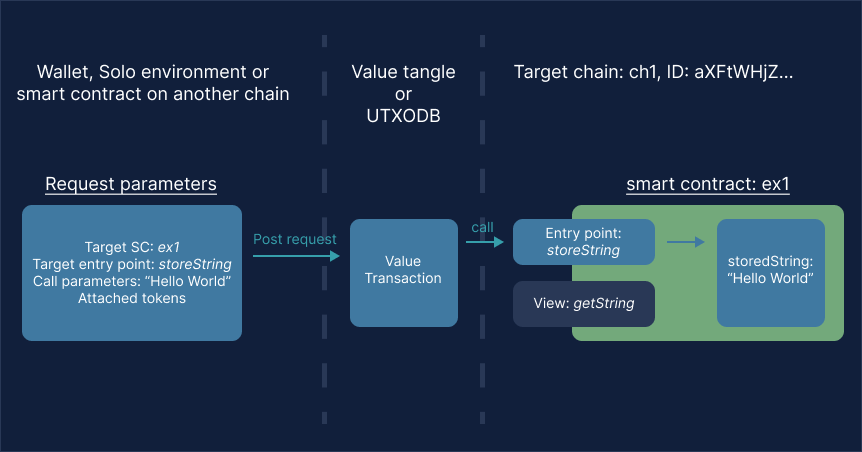 Wallet, Solo environment or
smart contract on another chain
Value tangle
or
UTXODB
Target chain: ch1, ID: aXFtWHjZ...
Request parameters
Target SC: ex1
Target entry point: storeString
Call parameters: “Hello World”
Attached tokens
Post request
Value
Transaction
call
smart contract: ex1
Entry point:
storeString
View: getString
storedString:
“Hello World”